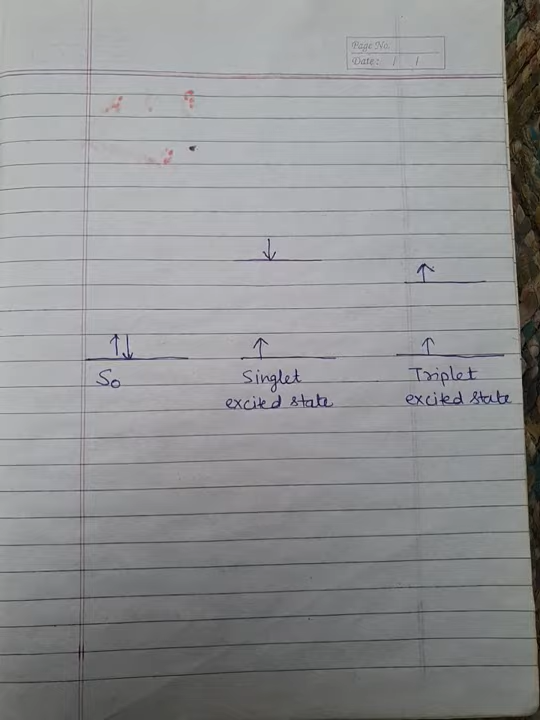 Page No.
Date: / /
↓
↑
↑↓
↑
↑
S₀
Singlet
excited state
Triplet
excited state